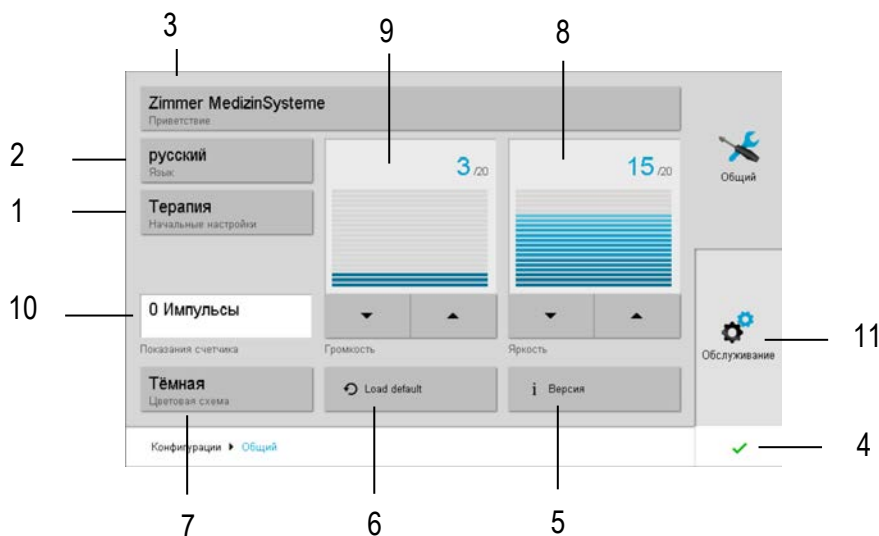 3
9
8
Zimmer MedizinSysteme
Приветствие
2
русский
Язык
3 /20
15 /20
Общий
1
Терапия
Начальные настройки
10
0 Импульсы
Показания счетчика
Громкость
Яркость
Обслуживание
11
Тёмная
Цветовая схема
Load default
i Версия
Конфигурации ▶ Общий
4
7
6
5